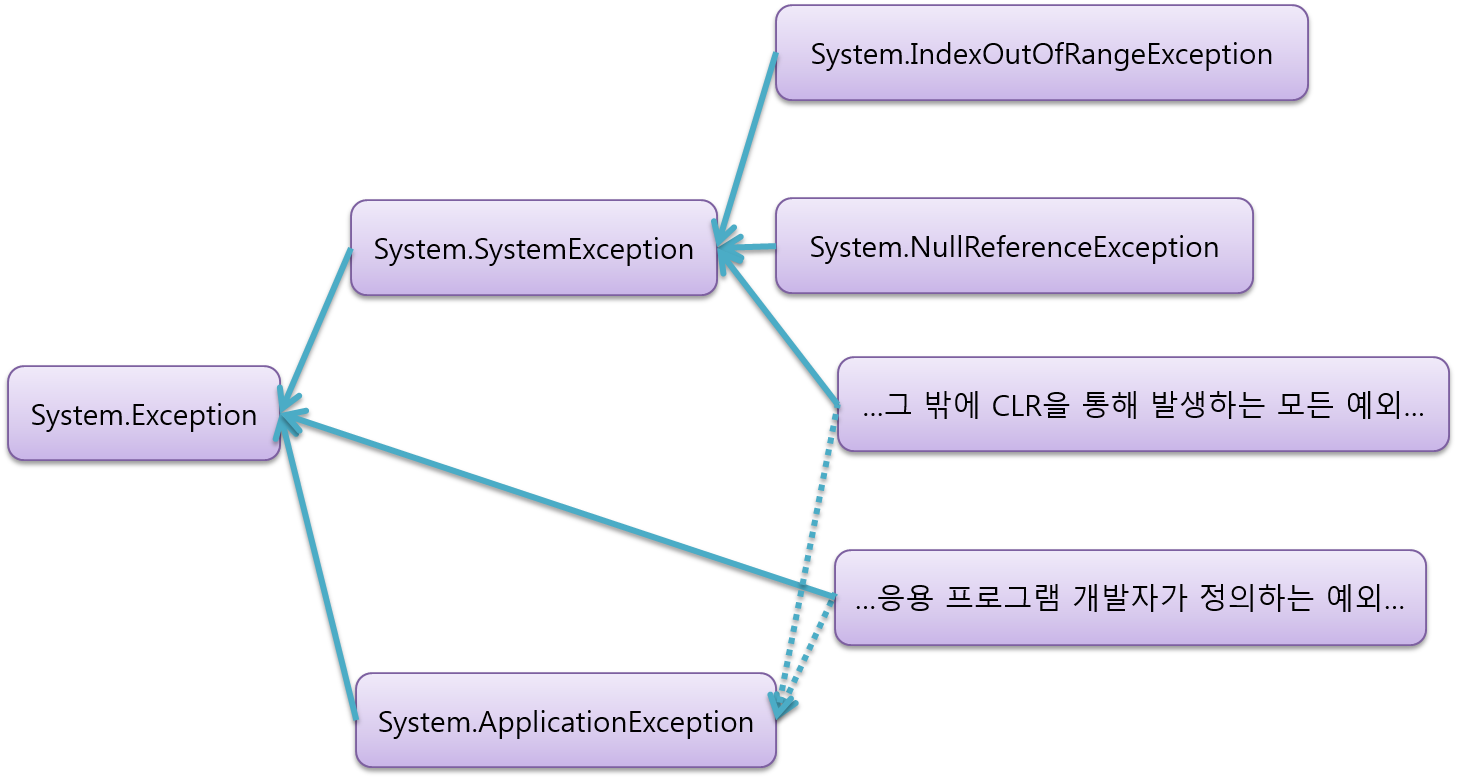 System.IndexOutOfRangeException
System.SystemException
System.NullReferenceException
System.Exception
...그 밖에 CLR을 통해 발생하는 모든 예외...
...응용 프로그램 개발자가 정의하는 예외...
System.ApplicationException